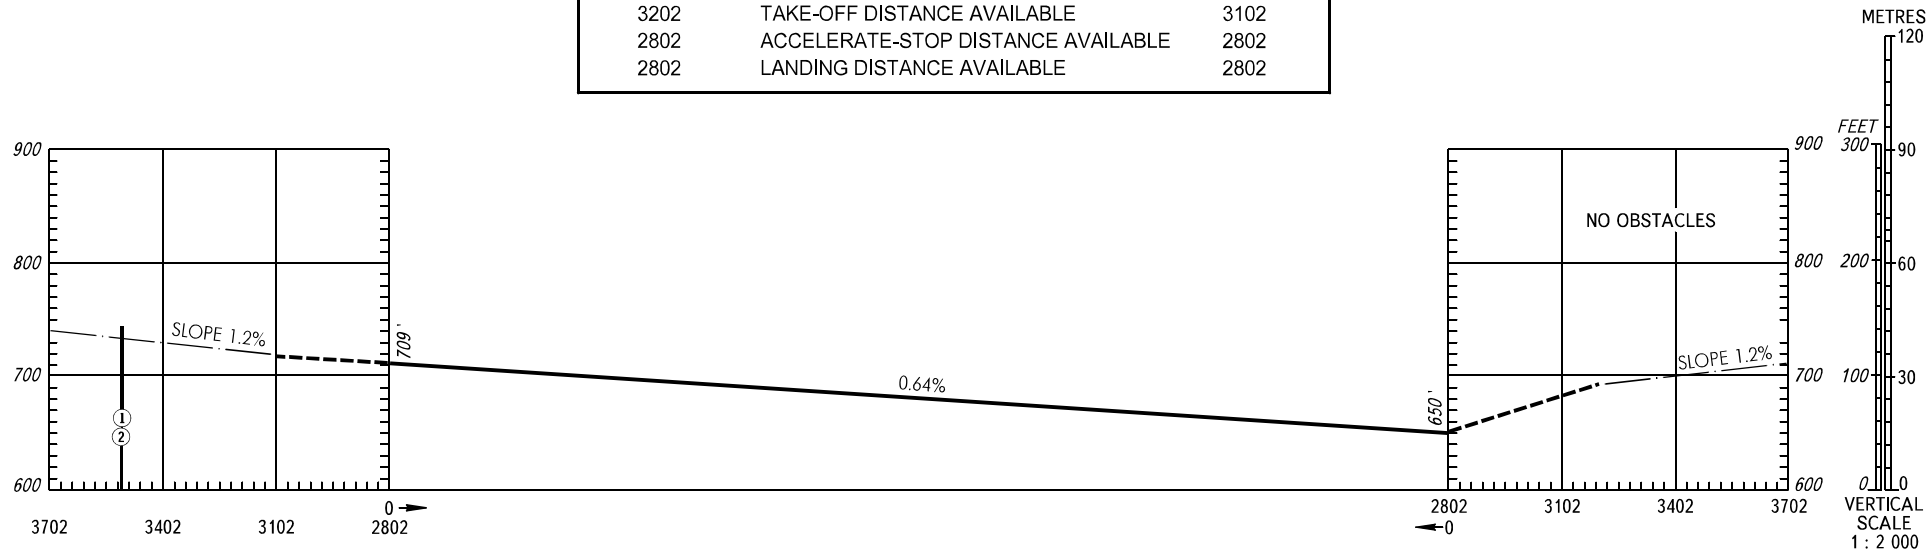 3202 TAKE-OFF DISTANCE AVAILABLE 3102
2802 ACCELERATE-STOP DISTANCE AVAILABLE 2802
2802 LANDING DISTANCE AVAILABLE 2802
METRES
120
FEET
900
900
300
90
NO OBSTACLES
800
800
200
60
SLOPE 1.2%
709'
SLOPE 1.2%
700
0.64%
700
100
30
650'
1
2
600
600
0
0
3702 3402 3102 2802
0 →
2802 3102 3402 3702
← 0
VERTICAL
SCALE
1 : 2 000